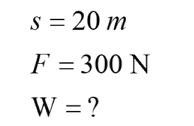 s = 20 m
F = 300 N
W = ?